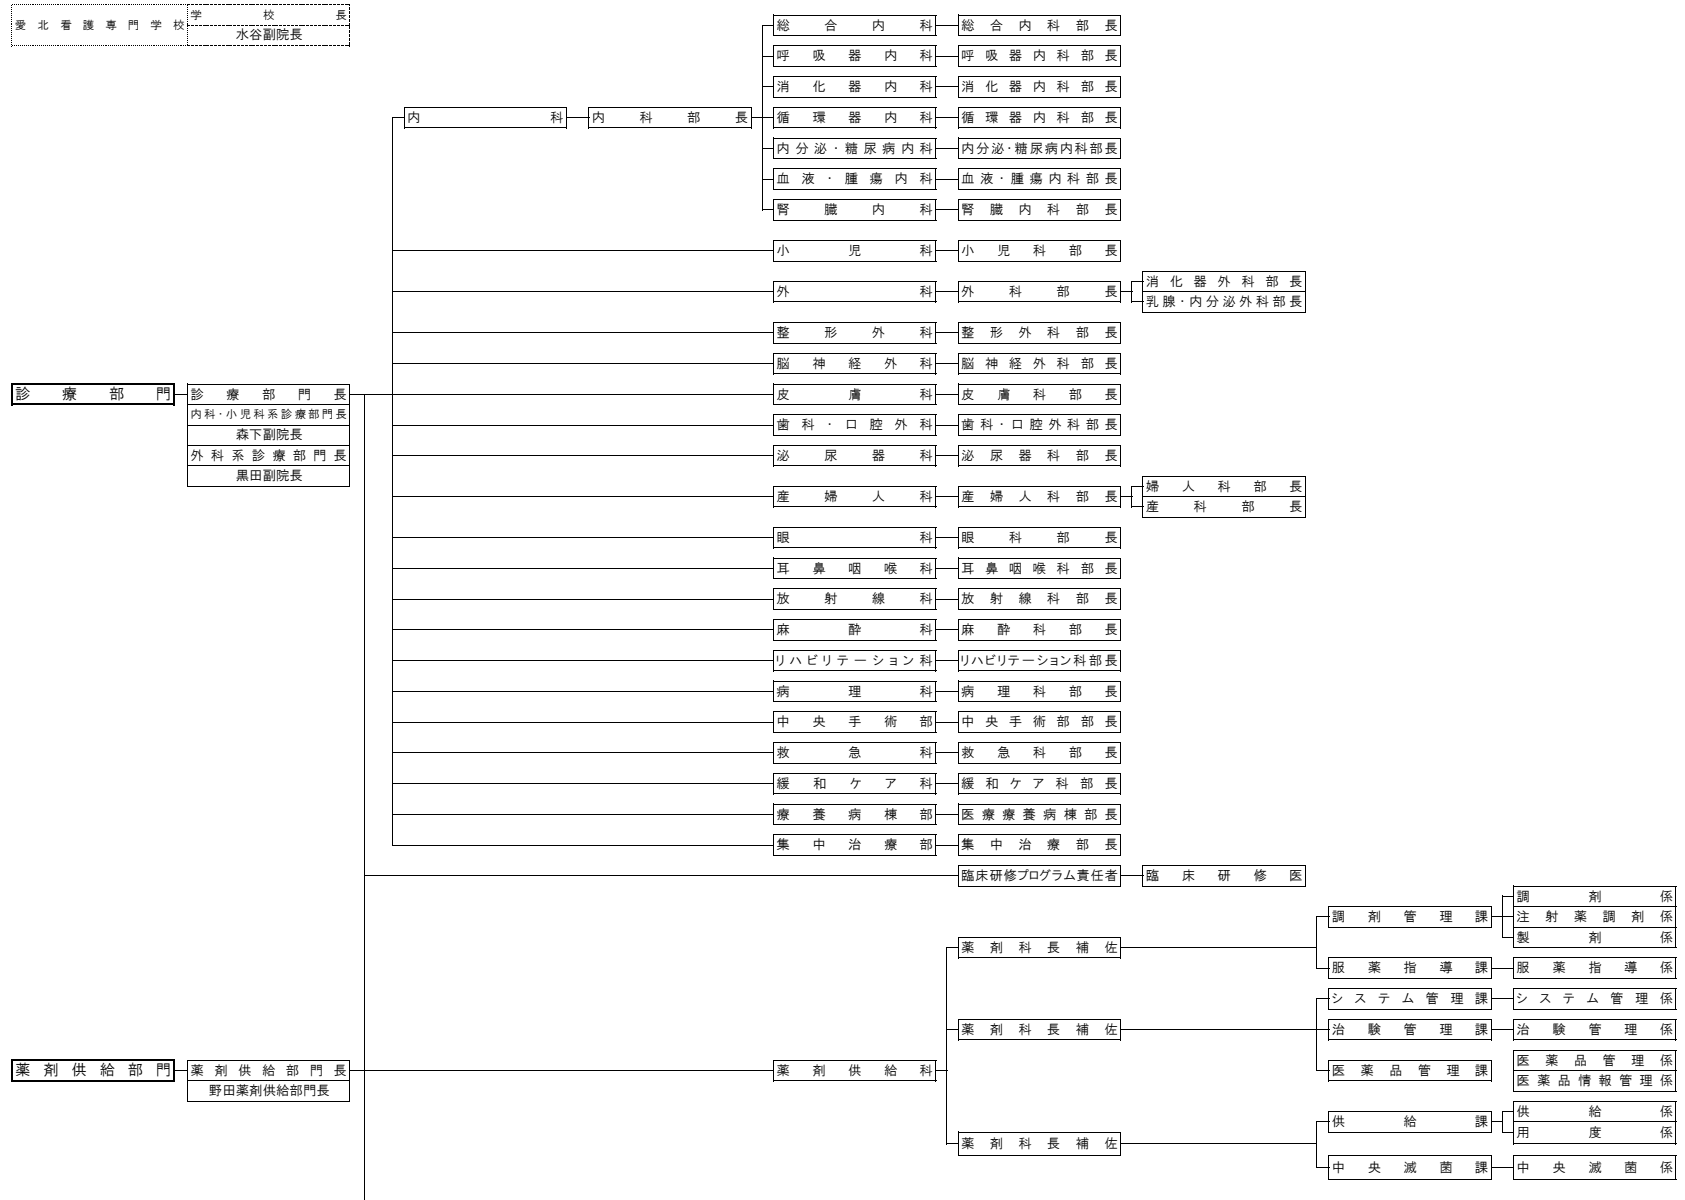 愛北看護専門学校
学校長
水谷副院長
総合内科 総合内科部長
呼吸器内科 呼吸器内科部長
消化器内科 消化器内科部長
内科 内科部長 循環器内科 循環器内科部長
内分泌・糖尿病内科 内分泌・糖尿病内科部長
血液・腫瘍内科 血液・腫瘍内科部長
腎臓内科 腎臓内科部長
小児科 小児科部長
外科 外科部長
消化器外科部長
乳腺・内分泌外科部長
整形外科 整形外科部長
脳神経外科 脳神経外科部長
診療部門 診療部門長 皮膚科 皮膚科部長
内科・小児科系診療部門長
森下副院長
外科系診療部門長
黒田副院長
歯科・口腔外科 歯科・口腔外科部長
泌尿器科 泌尿器科部長
産婦人科 産婦人科部長
婦人科部長
産科部長
眼科 眼科部長
耳鼻咽喉科 耳鼻咽喉科部長
放射線科 放射線科部長
麻酔科 麻酔科部長
リハビリテーション科 リハビリテーション科部長
病理科 病理科部長
中央手術部 中央手術部部長
救急科 救急科部長
緩和ケア科 緩和ケア科部長
療養病棟部 医療療養病棟部長
集中治療部 集中治療部長
臨床研修プログラム責任者 臨床研修医
薬剤供給部門 薬剤供給部門長 薬剤供給科
野田薬剤供給部門長
薬剤科長補佐
調剤管理課
調剤係
注射薬調剤係
製剤係
服薬指導課 服薬指導係
薬剤科長補佐
システム管理課 システム管理係
治験管理課 治験管理係
医薬品管理課
医薬品管理係
医薬品情報管理係
薬剤科長補佐
供給課
供給係
用度係
中央滅菌課 中央滅菌係